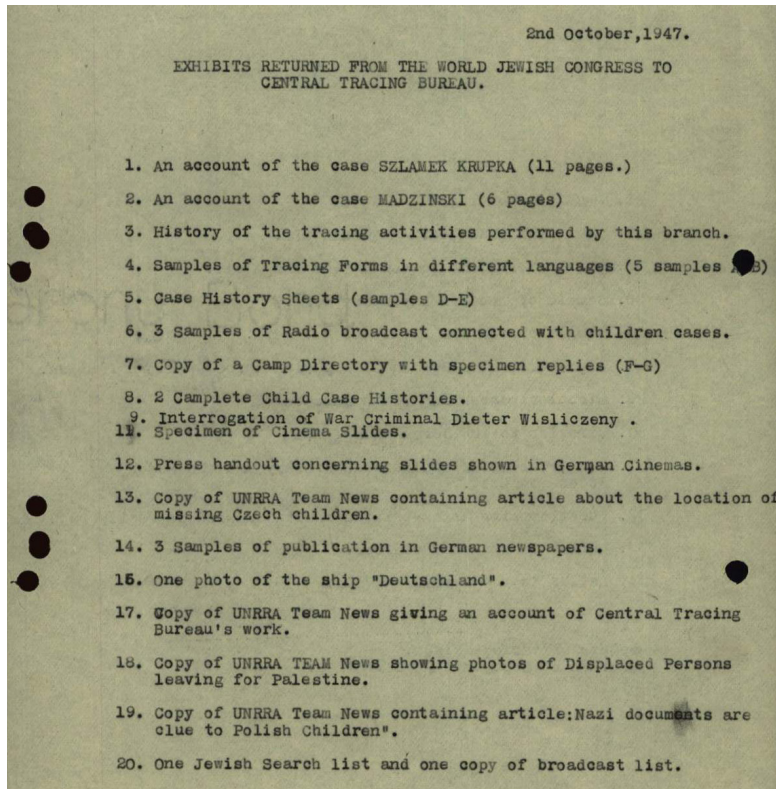 2nd October,1947.
EXHIBITS RETURNED FROM THE WORLD JEWISH CONGRESS TO
CENTRAL TRACING BUREAU.
1. An account of the case SZLAMEK KRUPKA (11 pages.)
2. An account of the case MADZINSKI (6 pages)
3. History of the tracing activities performed by this branch.
4. Samples of Tracing Forms in different languages (5 samples B)
5. Case History Sheets (samples D-E)
6. 3 Samples of Radio broadcast connected with children cases.
7. Copy of a Camp Directory with specimen replies (F-G)
8. 2 Camplete Child Case Histories.
9. Interrogation of War Criminal Dieter Wisliczeny .
11. Specimen of Cinema Slides.
12. Press handout concerning slides shown in German Cinemas.
13. Copy of UNRRA Team News containing article about the location of
missing Czech children.
14. 3 Samples of publication in German newspapers.
15. One photo of the ship "Deutschland".
17. Copy of UNRRA Team News giving an account of Central Tracing
Bureau's work.
18. Copy of UNRRA TEAM News showing photos of Displaced Persons
leaving for Palestine.
19. Copy of UNRRA Team News containing article:Nazi documents are
clue to Polish Children".
20. One Jewish Search list and one copy of broadcast list.